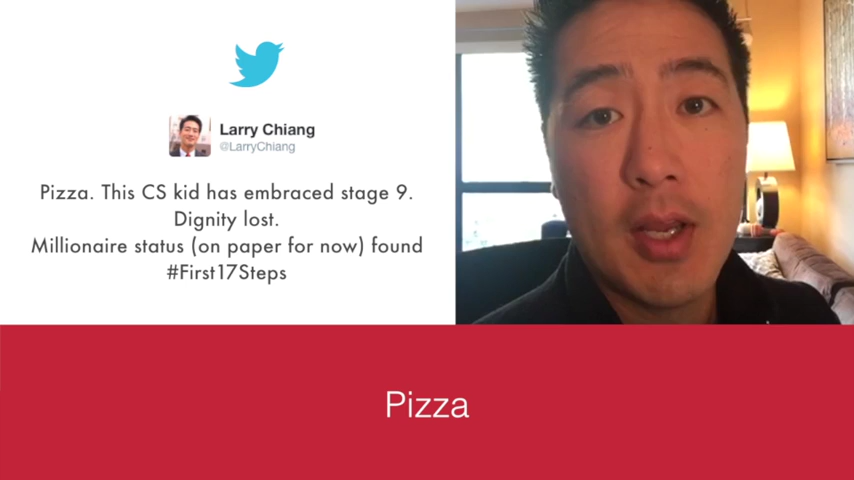 Larry Chiang
@LarryChiang
Pizza. This CS kid has embraced stage 9.
Dignity lost.
Millionaire status (on paper for now) found
#First17Steps
Pizza